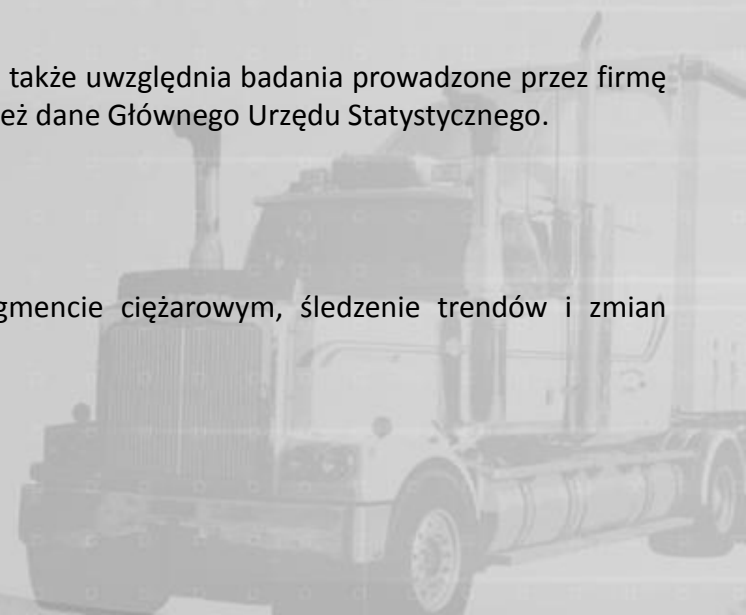 także uwzględnia badania prowadzone przez firmę
eż dane Głównego Urzędu Statystycznego.
gmencie ciężarowym, śledzenie trendów i zmian